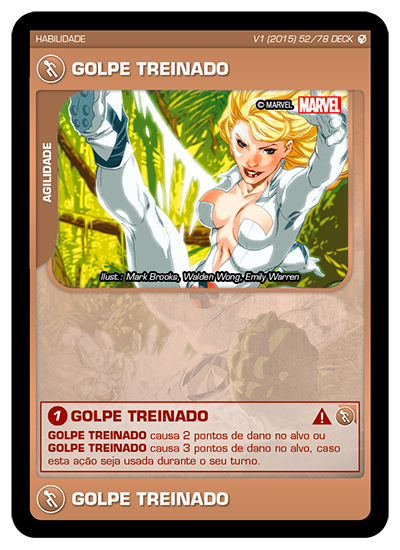 HABILIDADE
V1 (2015) 52/78 DECK
GOLPE TREINADO
© MARVEL MARVEL
AGILIDADE
Ilust.: Mark Brooks, Walden Wong, Emily Warren
1 GOLPE TREINADO
GOLPE TREINADO causa 2 pontos de dano no alvo ou
GOLPE TREINADO causa 3 pontos de dano no alvo, caso
esta ação seja usada durante o seu turno.
GOLPE TREINADO